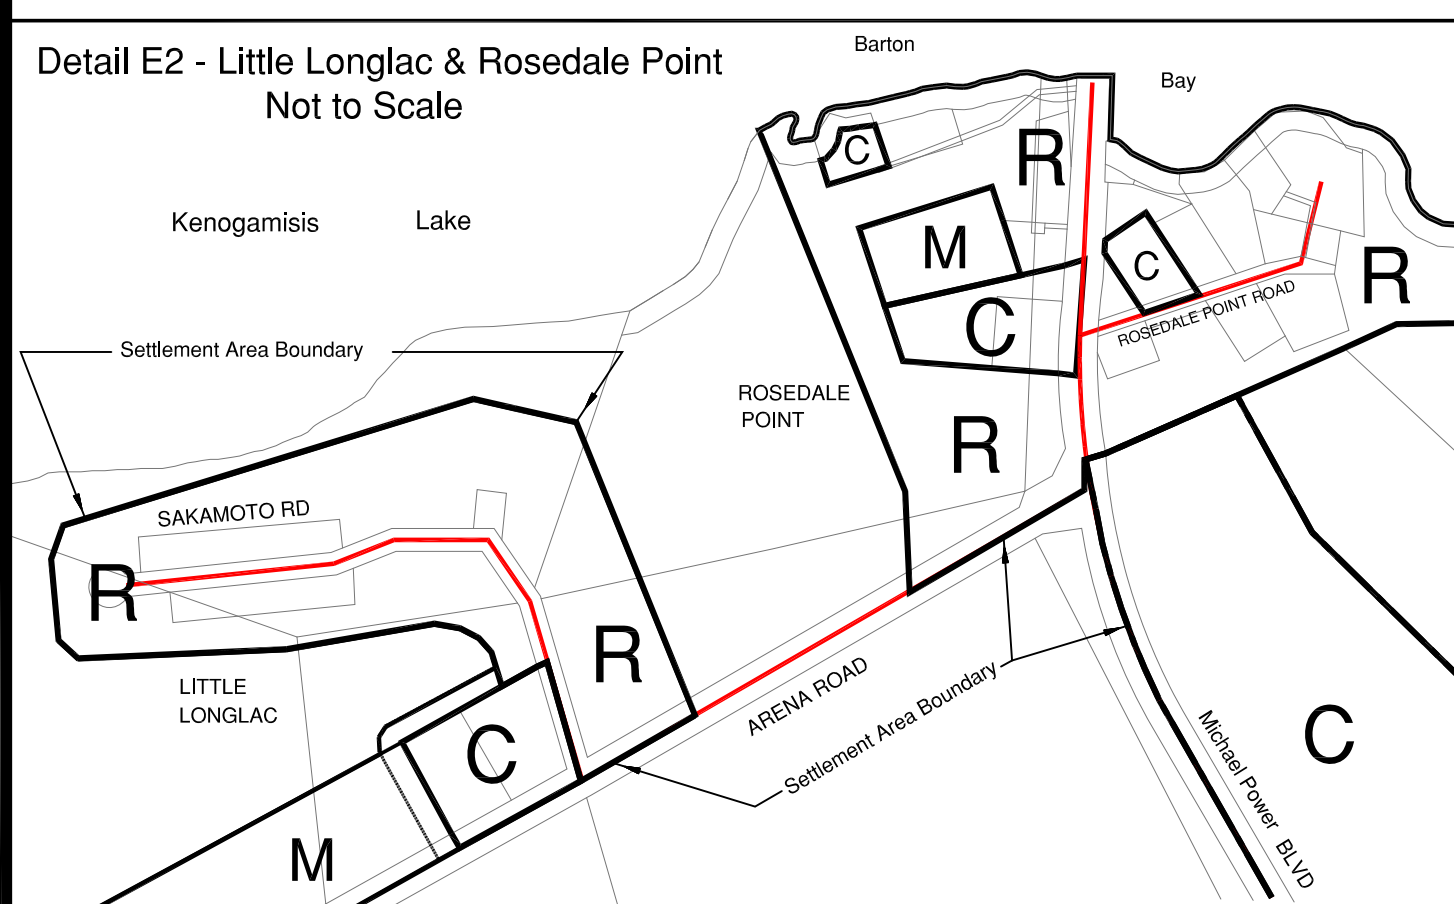 Detail E2 - Little Longlac & Rosedale Point
Not to Scale
Barton
Bay
Kenogamisis Lake
Settlement Area Boundary
C
R
M
C
C
R
ROSEDALE POINT ROAD
ROSEDALE
POINT
R
SAKAMOTO RD
R
R
LITTLE
LONGLAC
C
M
ARENA ROAD
Settlement Area Boundary
Michael Power BLVD
C